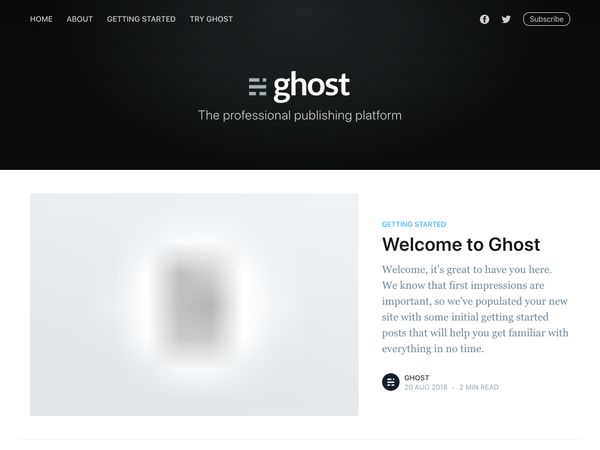 HOME ABOUT GETTING STARTED TRY GHOST Subscribe
ghost
The professional publishing platform
GETTING STARTED
Welcome to Ghost
Welcome, it's great to have you here.
We know that first impressions are
important, so we've populated your new
site with some initial getting started
posts that will help you get familiar with
everything in no time.
GHOST
20 AUG 2018 • 2 MIN READ